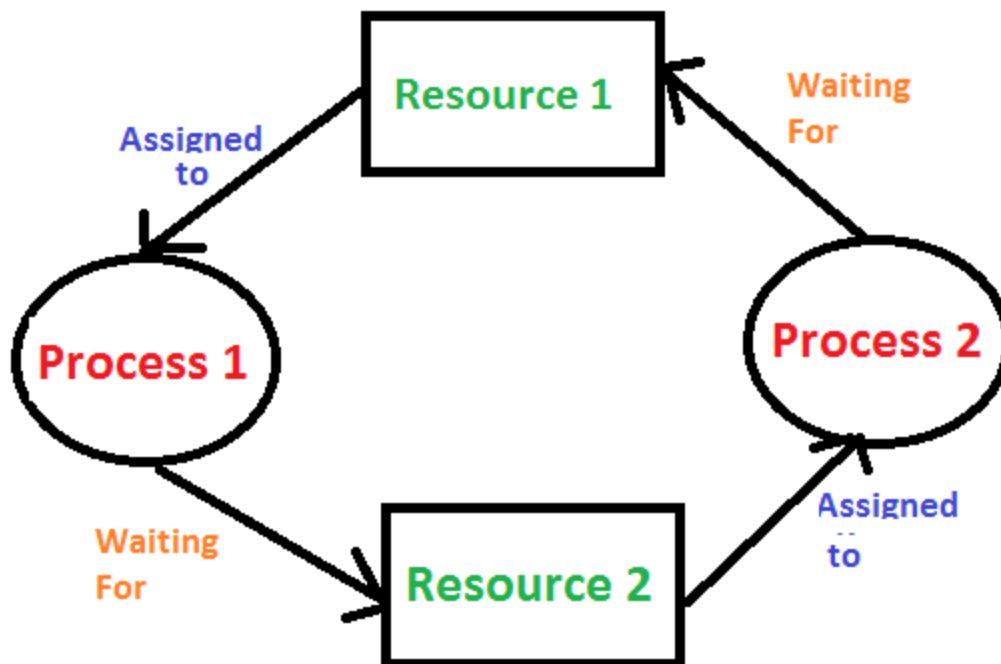 Resource 1
Waiting
For
Assigned
to
Process 1
Process 2
Waiting
For
Resource 2
Assigned
to